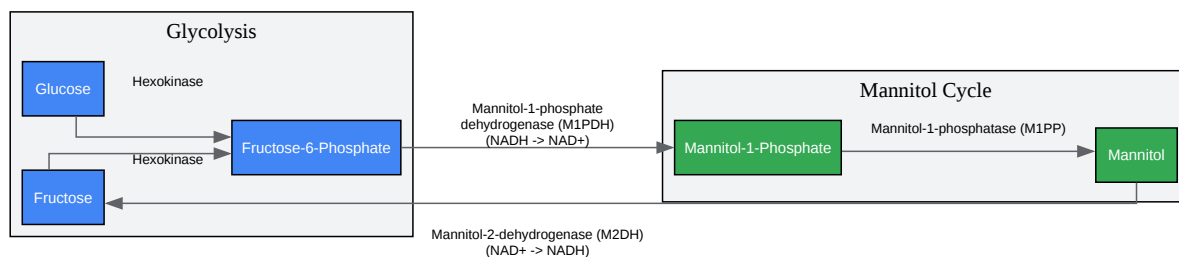 Glycolysis
Glucose
Hexokinase
Fructose-6-Phosphate
Hexokinase
Fructose
Mannitol-1-phosphate
dehydrogenase (M1PDH)
(NADH -> NAD+)
Mannitol Cycle
Mannitol-1-Phosphate
Mannitol-1-phosphatase (M1PP)
Mannitol
Mannitol-2-dehydrogenase (M2DH)
(NAD+ -> NADH)